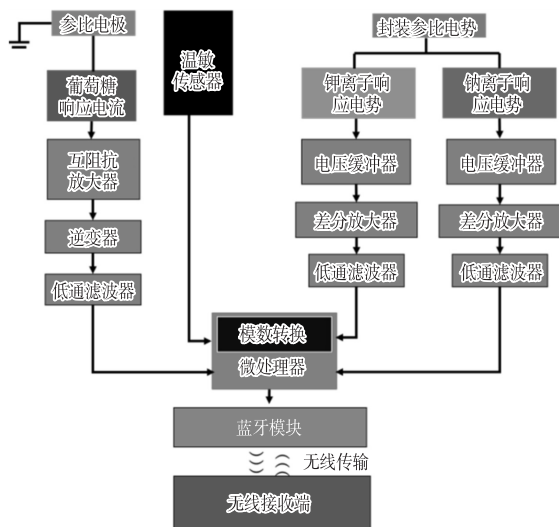 参比电极
葡萄糖
响应电流
互阻抗
放大器
逆变器
低通滤波器
温敏
传感器
封装参比电势
钾离子响
应电势
电压缓冲器
差分放大器
低通滤波器
钠离子响
应电势
电压缓冲器
差分放大器
低通滤波器
模数转换
微处理器
蓝牙模块
无线传输
无线接收端